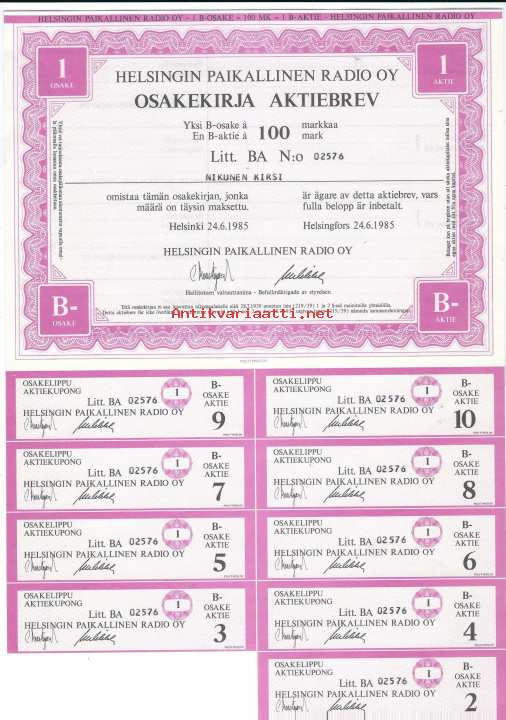 HELSINGIN PAIKALLINEN RADIO OY - 1 B-OSAKE - 100 MK - 1 B-AKTIE - HELSINGIN PAIKALLINEN RADIO OY
1
OSAKE
1
AKTIE
HELSINGIN PAIKALLINEN RADIO OY
OSAKEKIRJA AKTIEBREV
Yksi B-osake à 100 markkaa
En B-aktie à 100 mark
Litt. BA N:o 02576
NIKUNEN KIRSI
omistaa tämän osakekirjan, jonka
määrä on täysin maksettu.
Helsinki 24.6.1985
är ägare av detta aktiebrev, vars
fulla belopp är inbetalt.
Helsingfors 24.6.1985
HELSINGIN PAIKALLINEN RADIO OY
Hallituksen valtuuttamina - Befullmäktigade av styrelsen
B-
OSAKE
B-
AKTIE
Antikvariaatti.net
OSAKELIPPU
AKTIEKUPONG
Litt. BA 02576
1
B-
OSAKE
AKTIE
HELSINGIN PAIKALLINEN RADIO OY
9
OSAKELIPPU
AKTIEKUPONG
Litt. BA 02576
1
B-
OSAKE
AKTIE
HELSINGIN PAIKALLINEN RADIO OY
10
OSAKELIPPU
AKTIEKUPONG
Litt. BA 02576
1
B-
OSAKE
AKTIE
HELSINGIN PAIKALLINEN RADIO OY
7
OSAKELIPPU
AKTIEKUPONG
Litt. BA 02576
1
B-
OSAKE
AKTIE
HELSINGIN PAIKALLINEN RADIO OY
8
OSAKELIPPU
AKTIEKUPONG
Litt. BA 02576
1
B-
OSAKE
AKTIE
HELSINGIN PAIKALLINEN RADIO OY
5
OSAKELIPPU
AKTIEKUPONG
Litt. BA 02576
1
B-
OSAKE
AKTIE
HELSINGIN PAIKALLINEN RADIO OY
6
OSAKELIPPU
AKTIEKUPONG
Litt. BA 02576
1
B-
OSAKE
AKTIE
HELSINGIN PAIKALLINEN RADIO OY
3
OSAKELIPPU
AKTIEKUPONG
Litt. BA 02576
1
B-
OSAKE
AKTIE
HELSINGIN PAIKALLINEN RADIO OY
4
OSAKELIPPU
AKTIEKUPONG
Litt. BA 02576
1
B-
OSAKE
AKTIE
HELSINGIN PAIKALLINEN RADIO OY
2